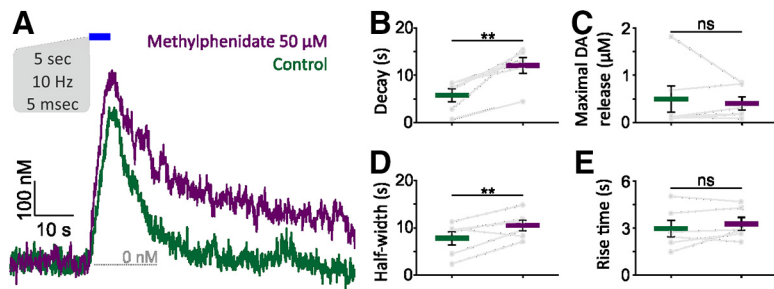 A
5 sec
10 Hz
5 msec
Methylphenidate 50 µM
Control
100 nM
10 s
0 nM
B
Decay (s)
20
10
0
**
C
Maximal DA
release (µM)
2
1
0
ns
D
Half-width (s)
20
10
0
**
E
Rise time (s)
6
3
0
ns